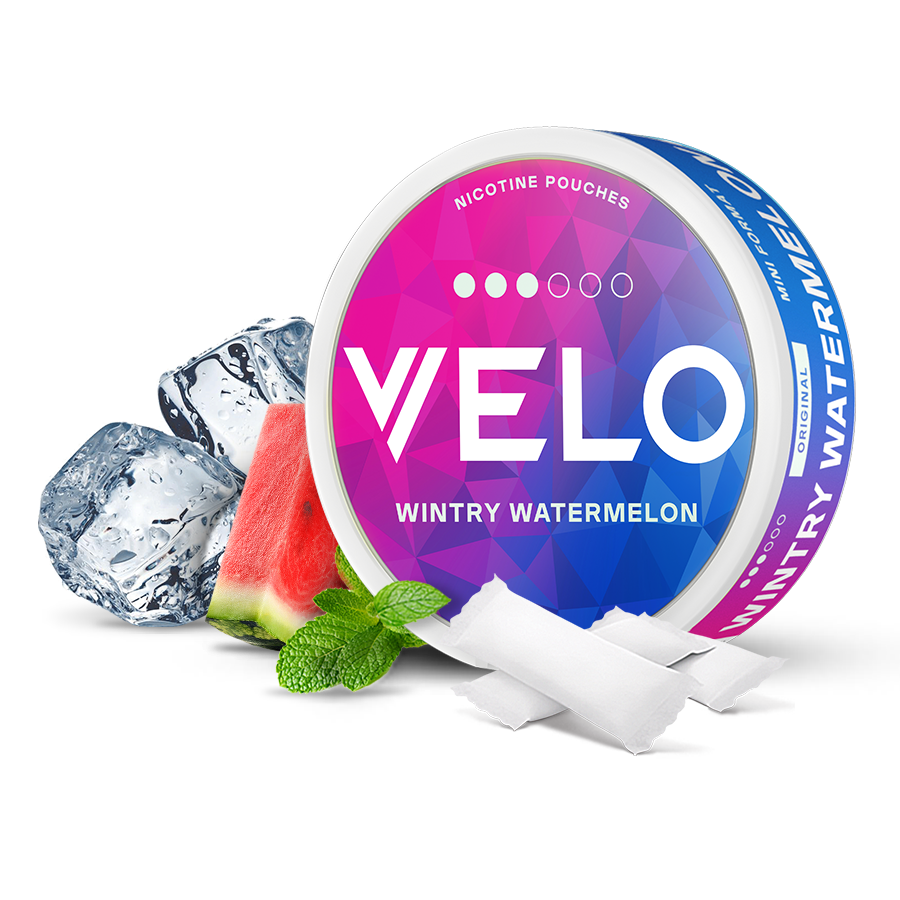 NICOTINE POUCHES
VELO
WINTRY WATERMELON
MINI FORMAT
ORIGINAL
WINTRY WATERMELON